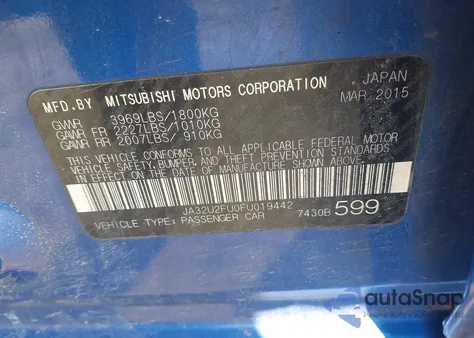 MFD.BY MITSUBISHI MOTORS CORPORATION JAPAN
GVWR 3969LBS/1800KG MAR 2015
GAWR FR 2227LBS/1010KG
GAWR RR 2007LBS/ 910KG
THIS VEHICLE CONFORMS TO ALL APPLICABLE FEDERAL MOTOR
VEHICLE SAFETY,BUMPER,AND THEFT PREVENTION STANDARDS IN
EFFECT ON THE DATE OF MANUFACTURE SHOWN ABOVE.
JA32U2FU0FU019442
VEHICLE TYPE: PASSENGER CAR 7430B 599
autoSnap